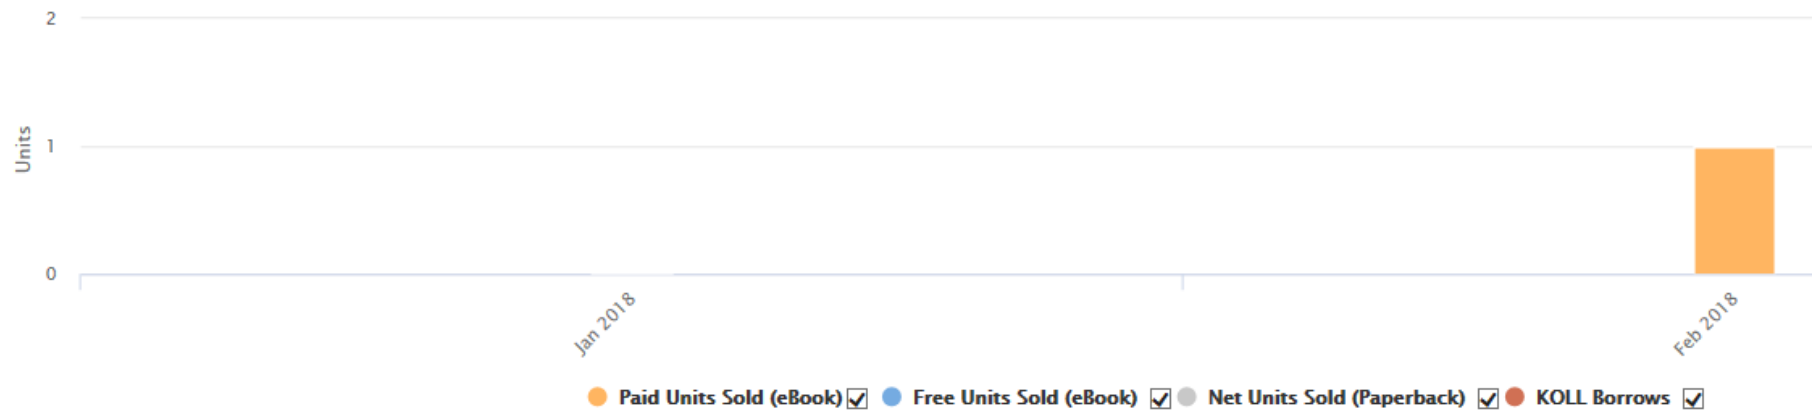 2
Units
1
0
Jan 2018
Feb 2018
Paid Units Sold (eBook) Free Units Sold (eBook) Net Units Sold (Paperback) KOLL Borrows